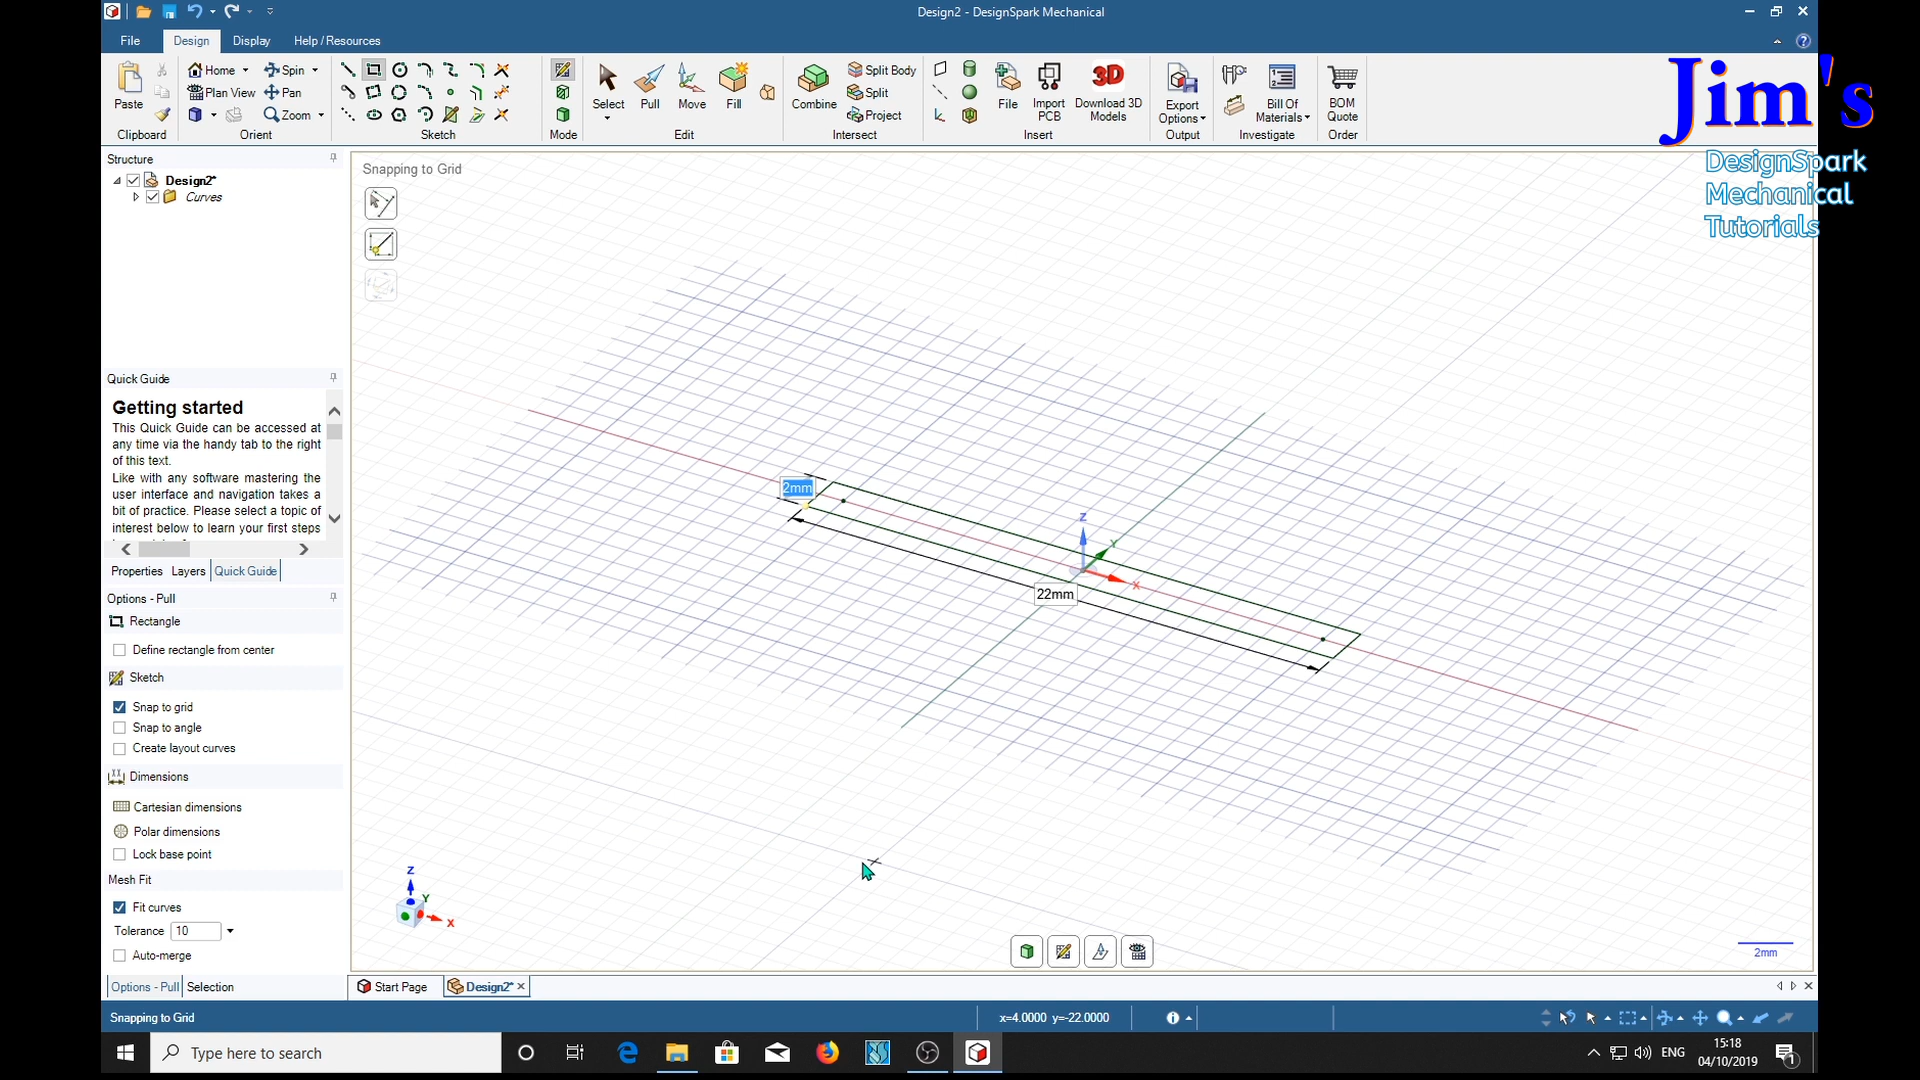 Design2 - DesignSpark Mechanical
File Design Display Help / Resources
Paste
Clipboard
Home Spin
Plan View Pan
Zoom
Orient
Sketch
Mode
Select Pull Move Fill
Edit
Combine
Split Body
Split
Project
Intersect
File Import PCB 3D Download 3D Models
Insert
Export Options
Output
Bill Of Materials
Investigate
BOM Quote
Order
Jim's
DesignSpark
Mechanical
Tutorials
Structure
Design2*
Curves
Snapping to Grid
Quick Guide
Getting started
This Quick Guide can be accessed at
any time via the handy tab to the right
of this text.
Like with any software mastering the
user interface and navigation takes a
bit of practice. Please select a topic of
interest below to learn your first steps
Properties Layers Quick Guide
Options - Pull
Rectangle
Define rectangle from center
Sketch
Snap to grid
Snap to angle
Create layout curves
Dimensions
Cartesian dimensions
Polar dimensions
Lock base point
Mesh Fit
Fit curves
Tolerance 10
Auto-merge
Options - Pull Selection
2mm
Z
Y
X
22mm
Z
Y
X
2mm
Start Page Design2*
Snapping to Grid x=4.0000 y=-22.0000
Type here to search
ENG 15:18
04/10/2019
1